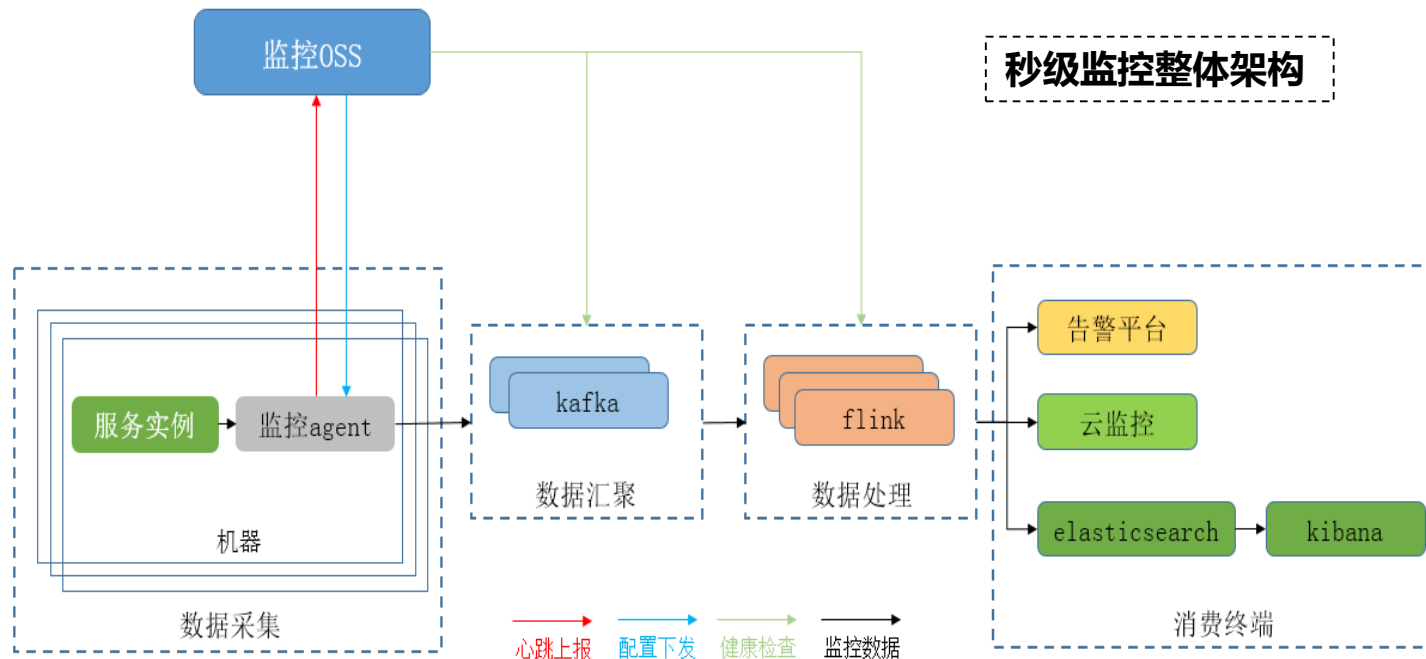 监控OSS
秒级监控整体架构
服务实例
监控agent
机器
数据采集
kafka
数据汇聚
flink
数据处理
告警平台
云监控
elasticsearch
kibana
消费终端
心跳上报
配置下发
健康检查
监控数据